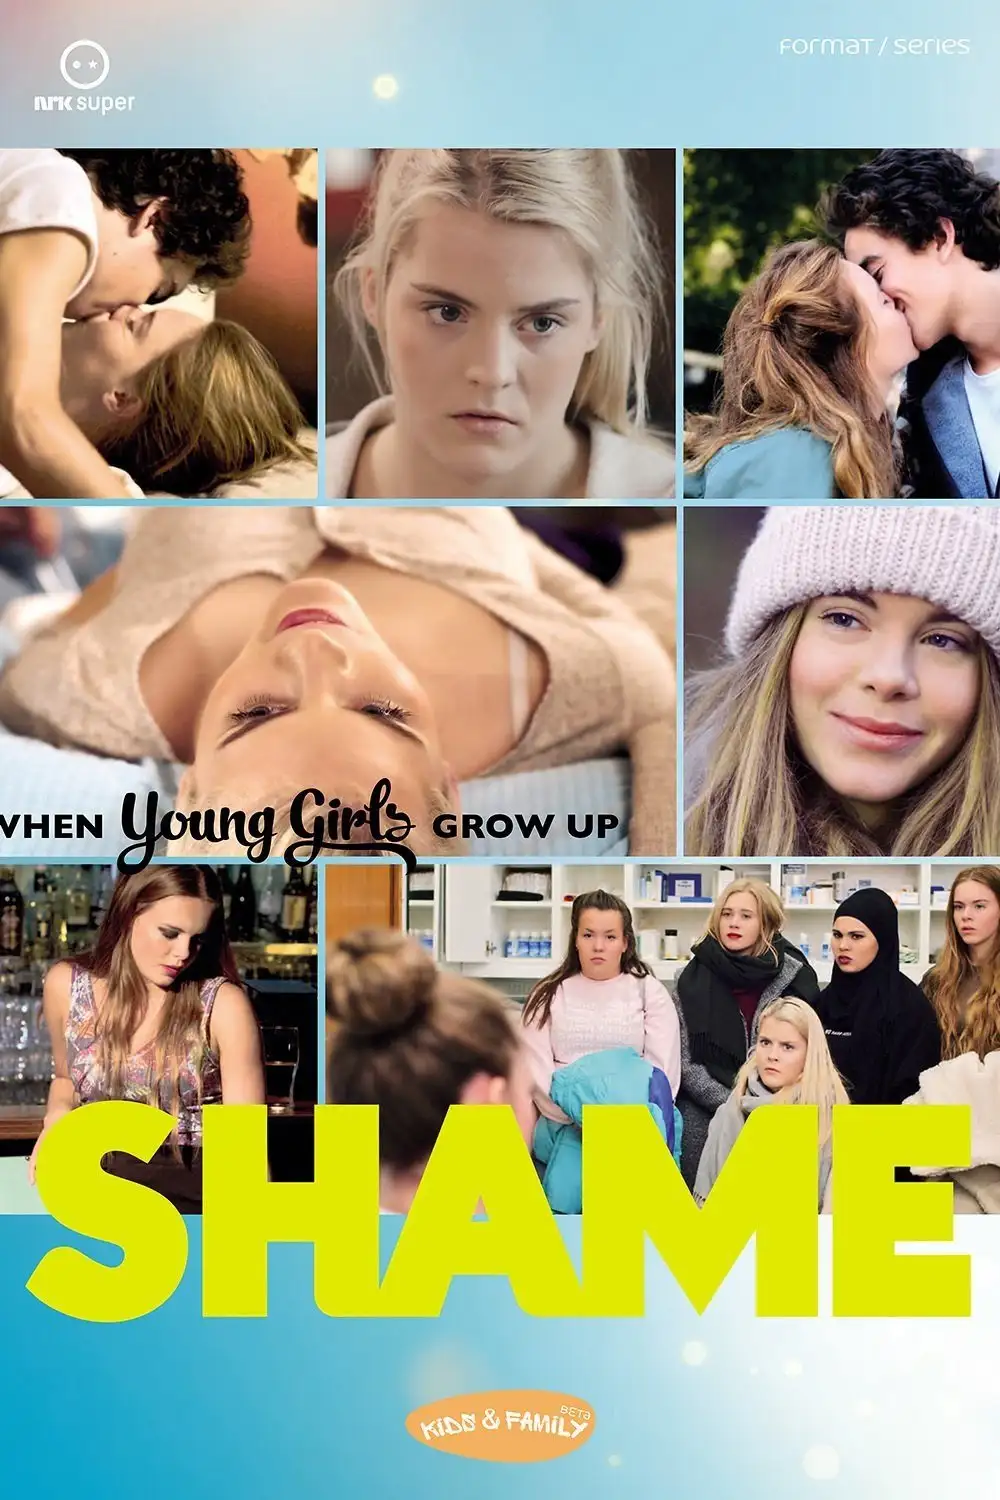 nrk super
FORMAT / SERIES
WHEN Young Girls GROW UP
SHAME
BETA
KIDS & FAMILY